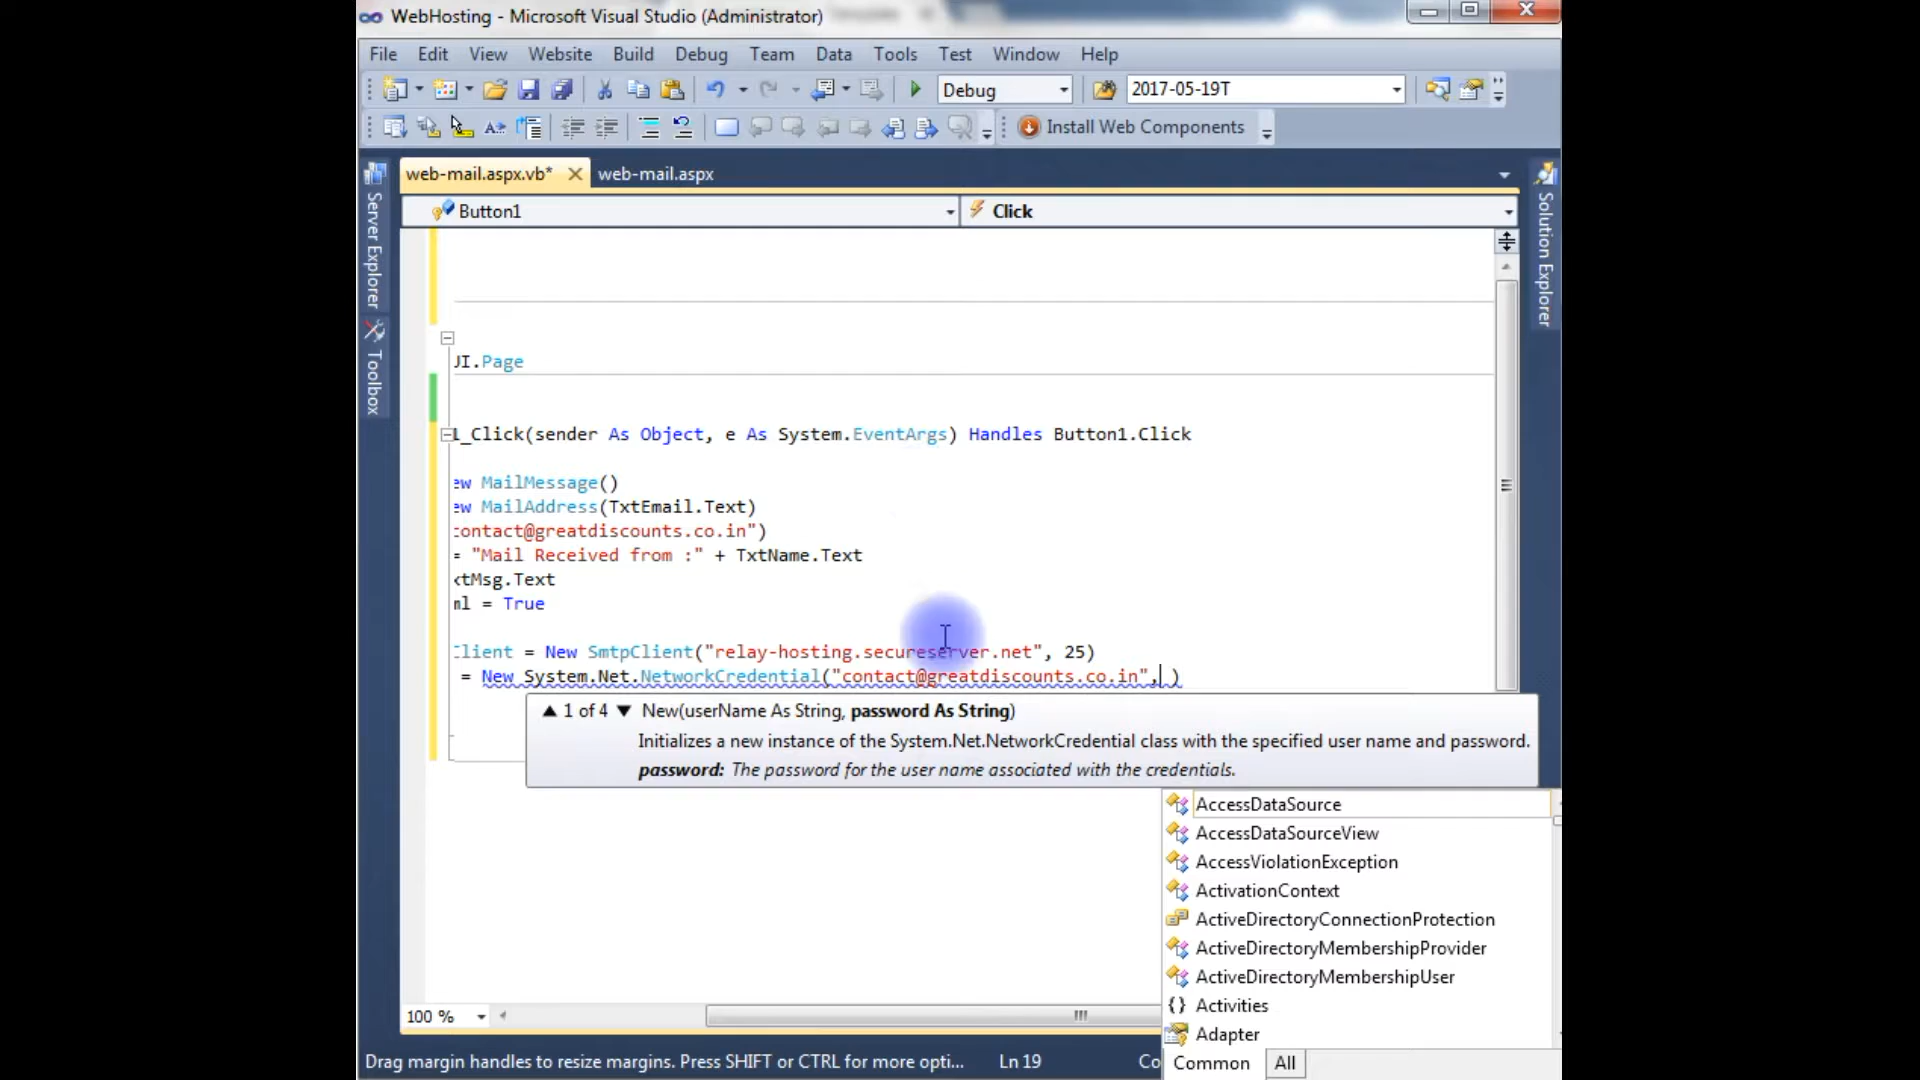 WebHosting - Microsoft Visual Studio (Administrator)
File Edit View Website Build Debug Team Data Tools Test Window Help
Debug 2017-05-19T
Install Web Components
web-mail.aspx.vb* web-mail.aspx
Button1 Click
Server Explorer
Toolbox
Solution Explorer
UI.Page
1_Click(sender As Object, e As System.EventArgs) Handles Button1.Click
ew MailMessage()
ew MailAddress(TxtEmail.Text)
contact@greatdiscounts.co.in")
= "Mail Received from :" + TxtName.Text
xtMsg.Text
ml = True
Client = New SmtpClient("relay-hosting.secureserver.net", 25)
= New System.Net.NetworkCredential("contact@greatdiscounts.co.in", )
1 of 4 New(userName As String, password As String)
Initializes a new instance of the System.Net.NetworkCredential class with the specified user name and password.
password: The password for the user name associated with the credentials.
AccessDataSource
AccessDataSourceView
AccessViolationException
ActivationContext
ActiveDirectoryConnectionProtection
ActiveDirectoryMembershipProvider
ActiveDirectoryMembershipUser
{} Activities
Adapter
Common All
100 %
Drag margin handles to resize margins. Press SHIFT or CTRL for more opti... Ln 19 Co